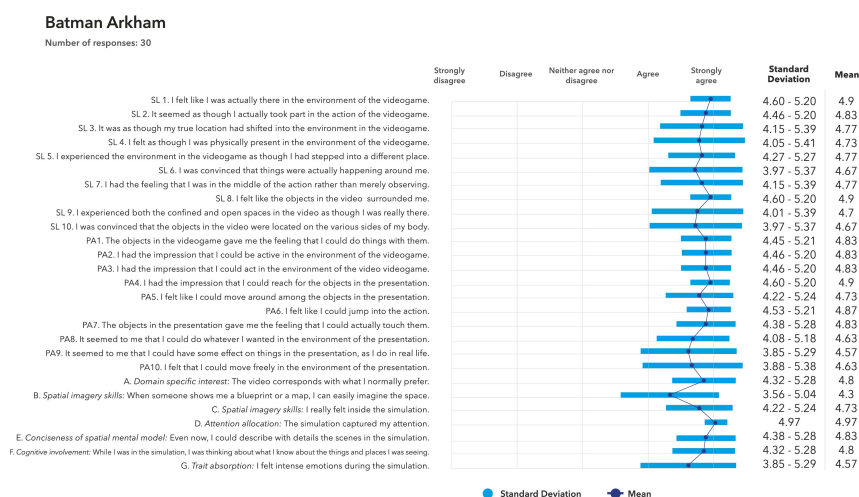 Batman Arkham
Number of responses: 30
Strongly disagree Disagree Neither agree nor disagree Agree Strongly agree Standard Deviation Mean
SL 1. I felt like I was actually there in the environment of the videogame. 4.60 - 5.20 4.9
SL 2. It seemed as though I actually took part in the action of the videogame. 4.46 - 5.20 4.83
SL 3. It was as though my true location had shifted into the environment in the videogame. 4.15 - 5.39 4.77
SL 4. I felt as though I was physically present in the environment of the videogame. 4.05 - 5.41 4.73
SL 5. I experienced the environment in the videogame as though I had stepped into a different place. 4.27 - 5.27 4.77
SL 6. I was convinced that things were actually happening around me. 3.97 - 5.37 4.67
SL 7. I had the feeling that I was in the middle of the action rather than merely observing. 4.15 - 5.39 4.77
SL 8. I felt like the objects in the video surrounded me. 4.60 - 5.20 4.9
SL 9. I experienced both the confined and open spaces in the video as though I was really there. 4.01 - 5.39 4.7
SL 10. I was convinced that the objects in the video were located on the various sides of my body. 3.97 - 5.37 4.67
PA1. The objects in the videogame gave me the feeling that I could do things with them. 4.45 - 5.21 4.83
PA2. I had the impression that I could be active in the environment of the videogame. 4.46 - 5.20 4.83
PA3. I had the impression that I could act in the environment of the video videogame. 4.46 - 5.20 4.83
PA4. I had the impression that I could reach for the objects in the presentation. 4.60 - 5.20 4.9
PA5. I felt like I could move around among the objects in the presentation. 4.22 - 5.24 4.73
PA6. I felt like I could jump into the action. 4.53 - 5.21 4.87
PA7. The objects in the presentation gave me the feeling that I could actually touch them. 4.38 - 5.28 4.83
PA8. It seemed to me that I could do whatever I wanted in the environment of the presentation. 4.08 - 5.18 4.63
PA9. It seemed to me that I could have some effect on things in the presentation, as I do in real life. 3.85 - 5.29 4.57
PA10. I felt that I could move freely in the environment of the presentation. 3.88 - 5.38 4.63
A. Domain specific interest: The video corresponds with what I normally prefer. 4.32 - 5.28 4.8
B. Spatial imagery skills: When someone shows me a blueprint or a map, I can easily imagine the space. 3.56 - 5.04 4.3
C. Spatial imagery skills: I really felt inside the simulation. 4.22 - 5.24 4.73
D. Attention allocation: The simulation captured my attention. 4.97 4.97
E. Conciseness of spatial mental model: Even now, I could describe with details the scenes in the simulation. 4.38 - 5.28 4.83
F. Cognitive involvement: While I was in the simulation, I was thinking about what I know about the things and places I was seeing. 4.32 - 5.28 4.8
G. Trait absorption: I felt intense emotions during the simulation. 3.85 - 5.29 4.57
Standard Deviation Mean